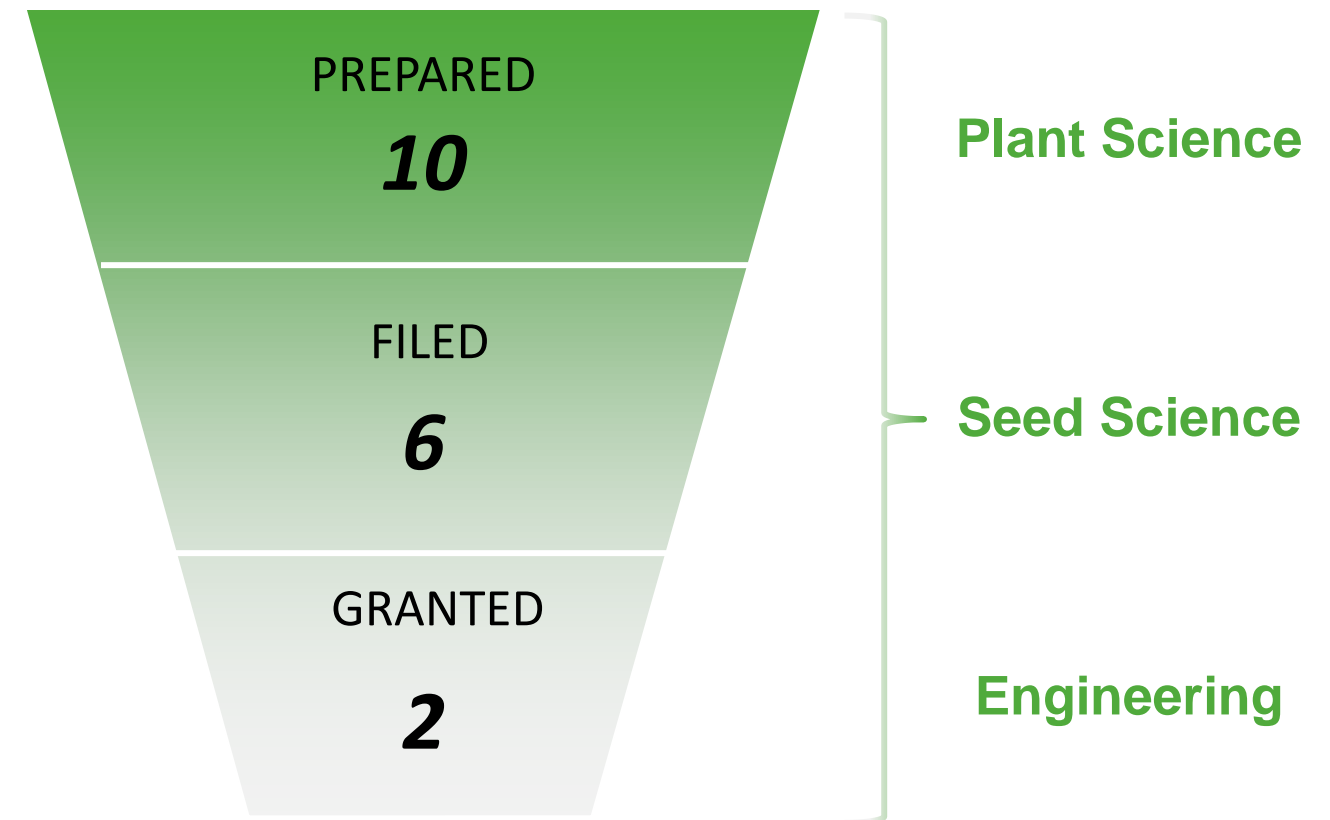 PREPARED
10
FILED
6
GRANTED
2
Plant Science
Seed Science
Engineering